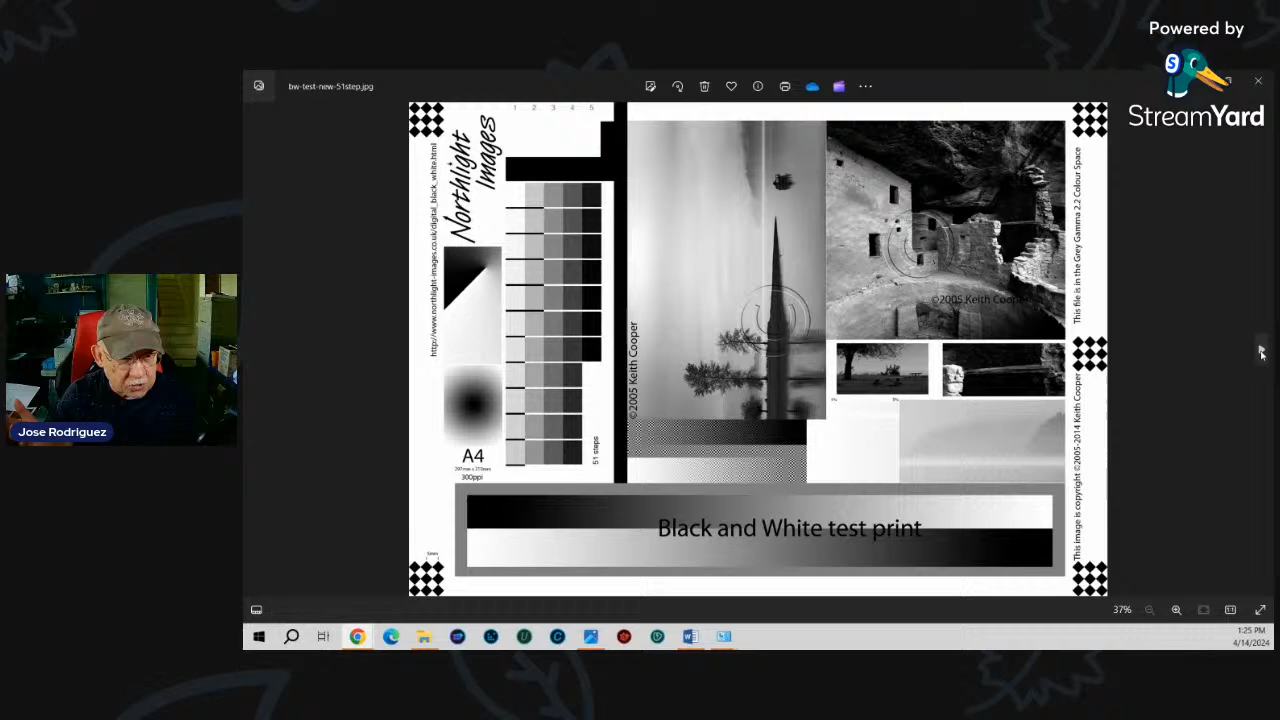 Powered by
StreamYard
bw-test-new-51step.jpg
1 2 3 4 5
Northlight
Images
http://www.northlight-images.co.uk/digital_black_white.html
A4
297mm x 210mm
300ppi
51 steps
©2005 Keith Cooper
©2005 Keith Cooper
This file is in the Grey Gamma 2.2 Colour Space
This image is copyright ©2005-2014 Keith Cooper
Black and White test print
Jose Rodriguez
37%
1:25 PM
4/14/2024